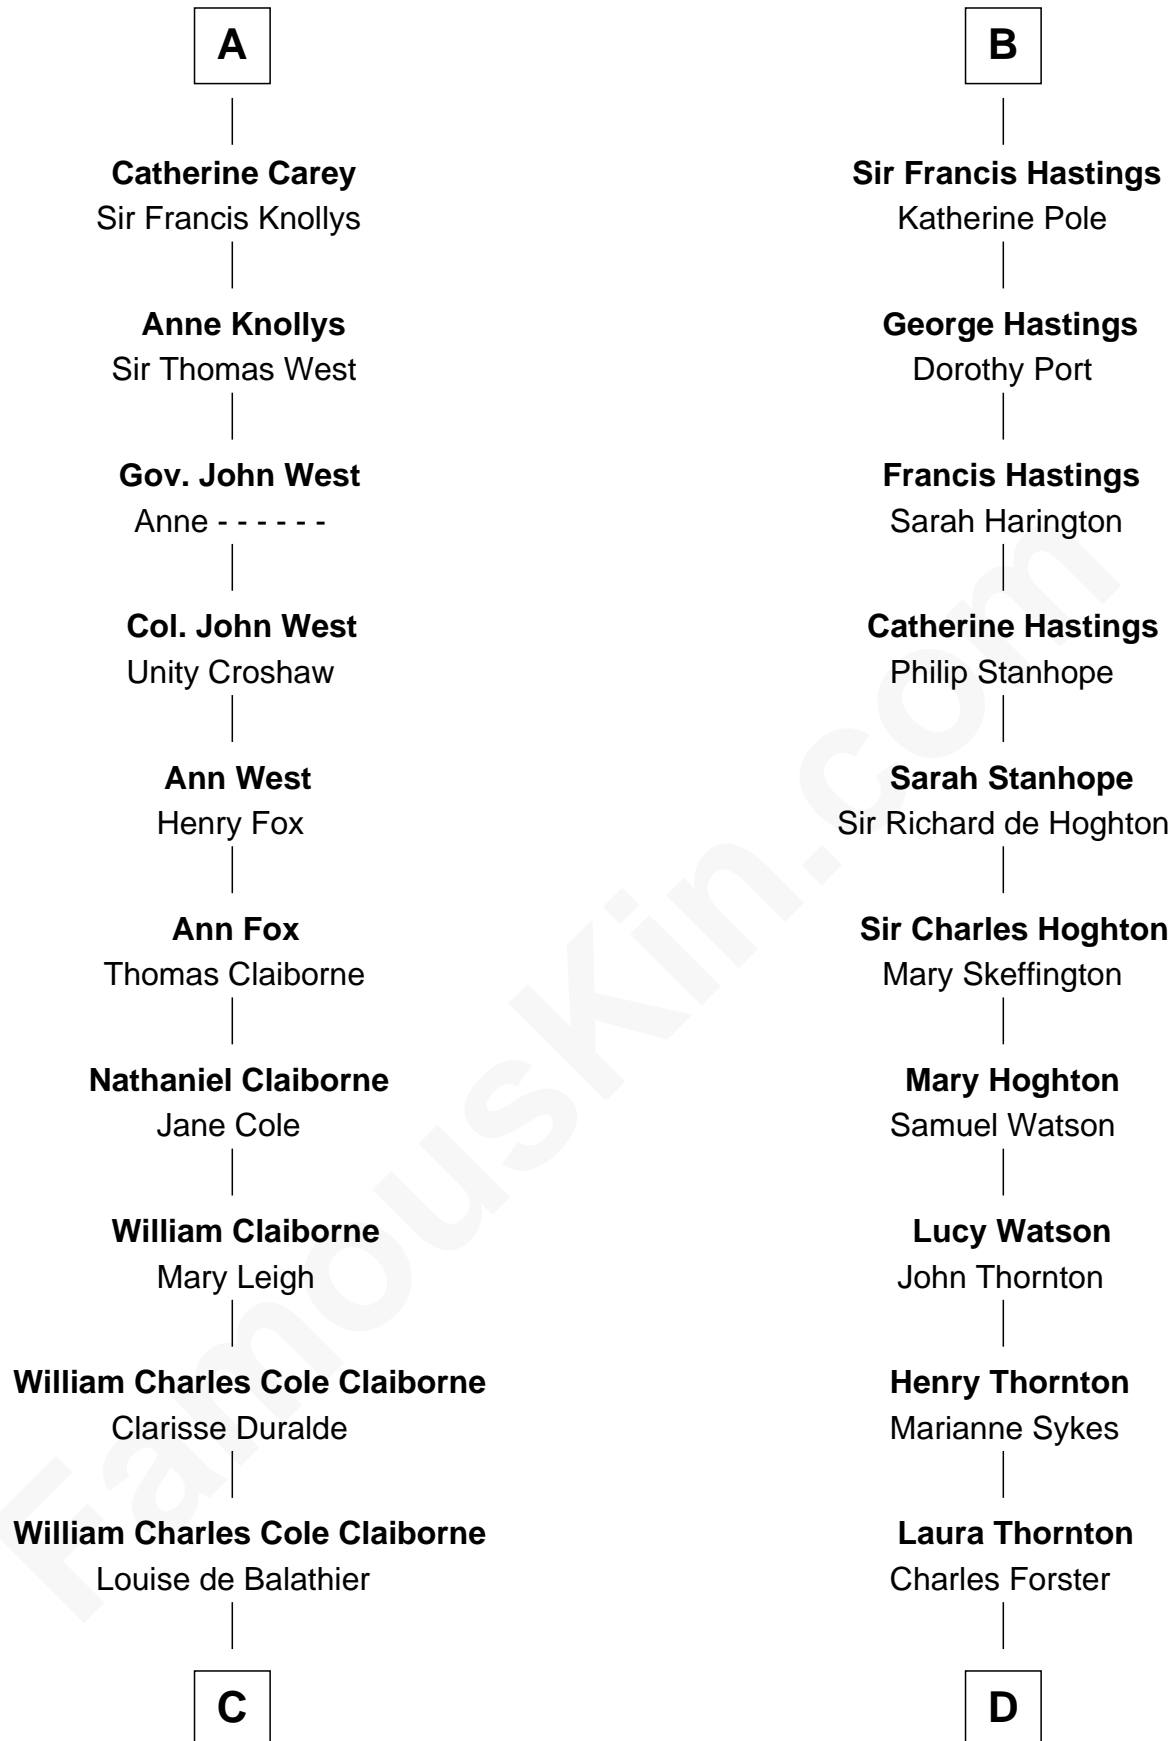 A
Catherine Carey
Sir Francis Knollys
Anne Knollys
Sir Thomas West
Gov. John West
Anne - - - - - -
Col. John West
Unity Croshaw
Ann West
Henry Fox
Ann Fox
Thomas Claiborne
Nathaniel Claiborne
Jane Cole
William Claiborne
Mary Leigh
William Charles Cole Claiborne
Clarisse Duralde
William Charles Cole Claiborne
Louise de Balathier
C
B
Sir Francis Hastings
Katherine Pole
George Hastings
Dorothy Port
Francis Hastings
Sarah Harington
Catherine Hastings
Philip Stanhope
Sarah Stanhope
Sir Richard de Hoghton
Sir Charles Hoghton
Mary Skeffington
Mary Hoghton
Samuel Watson
Lucy Watson
John Thornton
Henry Thornton
Marianne Sykes
Laura Thornton
Charles Forster
D
FamousKin.com